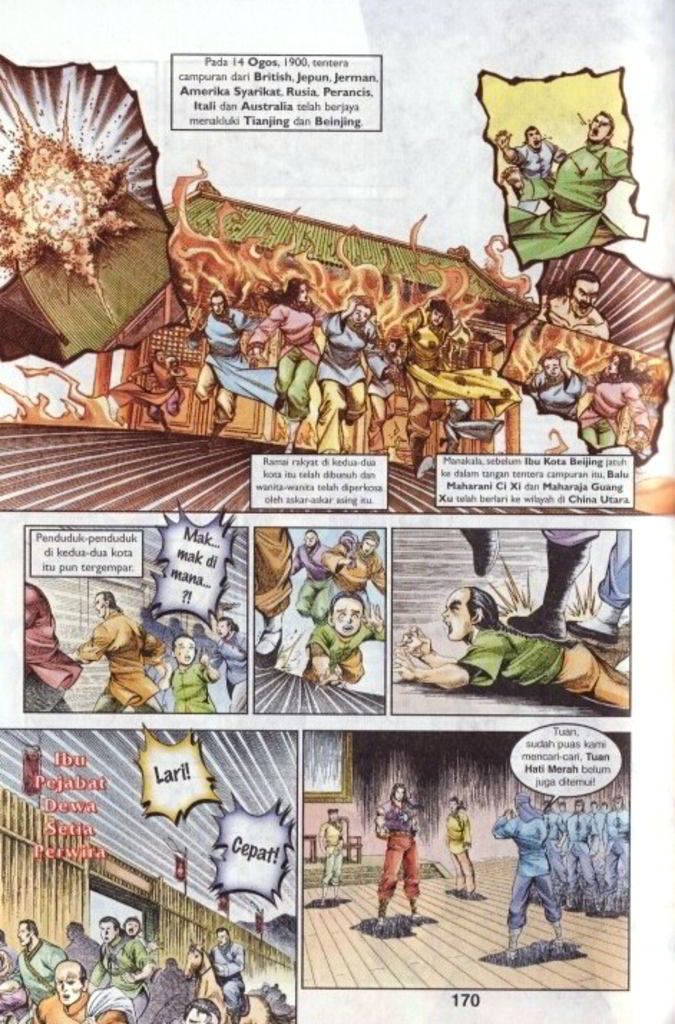 Pada 14 Ogos, 1900, tentera
campuran dari British, Jepun, Jerman,
Amerika Syarikat, Rusia, Perancis,
Itali dan Australia telah berjaya
menakluki Tianjing dan Beinjing.
Ramai rakyat di kedua-dua
kota itu telah dibunuh dan
wanita-wanita telah diperkosa
oleh askar-askar asing itu.
Manakala, sebelum Ibu Kota Beijing jatuh
ke dalam tangan tentera campuran itu, Balu
Maharani Ci Xi dan Maharaja Guang
Xu telah berlari ke wilayah di China Utara.
Penduduk-penduduk
di kedua-dua kota
itu pun tergempar.
Mak...
mak di
mana...
?!
Ibu
Pejabat
Dewa
Setia
Perwira
Lari!
Cepat!
Tuan,
sudah puas kami
mencari-cari, Tuan
Hati Merah belum
juga ditemui!
170